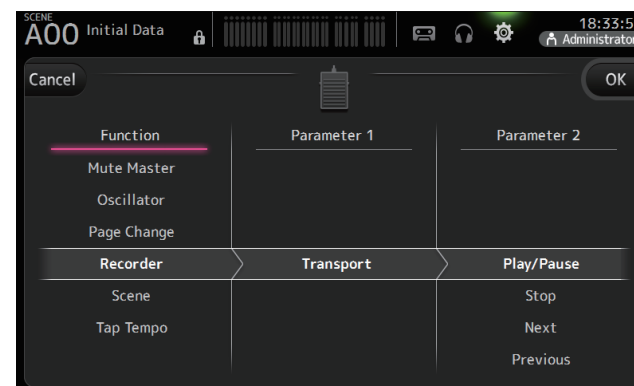 SCENE
A00 Initial Data
18:33:5
Administrator
Cancel
OK
Function
Parameter 1
Parameter 2
Mute Master
Oscillator
Page Change
Recorder
Transport
Play/Pause
Scene
Stop
Tap Tempo
Next
Previous